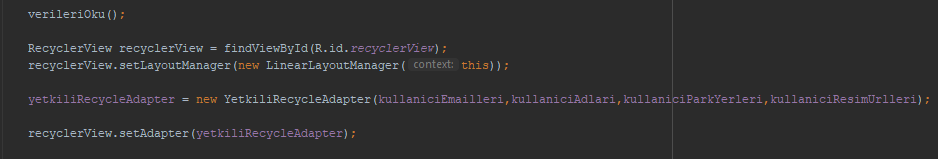 verileriOku();
RecyclerView recyclerView = findViewById(R.id.recyclerView);
recyclerView.setLayoutManager(new LinearLayoutManager( context: this));
yetkiliRecycleAdapter = new YetkiliRecycleAdapter(kullaniciEmailleri,kullaniciAdlari,kullaniciParkYerleri,kullaniciResimUrlleri);
recyclerView.setAdapter(yetkiliRecycleAdapter);